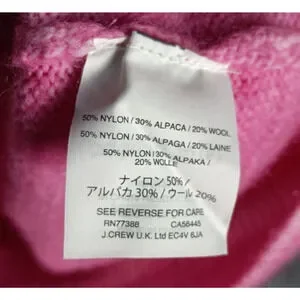 50% NYLON / 30% ALPACA / 20% WOOL
50% NYLON / 30% ALPAGA / 20% LAINE
50% NYLON / 30% ALPAKA /
20% WOLLE
ナイロン 50% /
アルパカ 30% / ウール 20%
SEE REVERSE FOR CARE
RN77388 CA56445
J.CREW U.K. Ltd EC4V 6JA